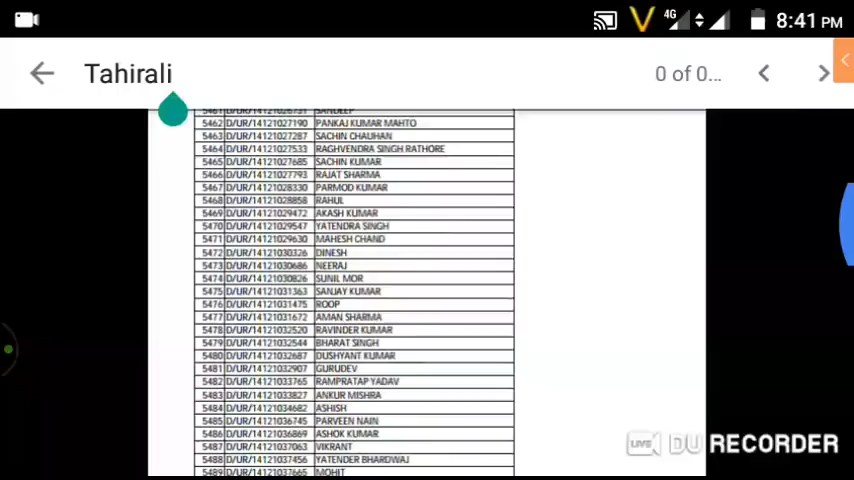 4G 8:41 PM
Tahirali 0 of 0...
5461 D/UR/14121026751 SANDEEP
5462 D/UR/14121027190 PANKAJ KUMAR MAHTO
5463 D/UR/14121027287 SACHIN CHAUHAN
5464 D/UR/14121027533 RAGHVENDRA SINGH RATHORE
5465 D/UR/14121027685 SACHIN KUMAR
5466 D/UR/14121027793 RAJAT SHARMA
5467 D/UR/14121028330 PARMOD KUMAR
5468 D/UR/14121028858 RAHUL
5469 D/UR/14121029472 AKASH KUMAR
5470 D/UR/14121029547 YATENDRA SINGH
5471 D/UR/14121029630 MAHESH CHAND
5472 D/UR/14121030326 DINESH
5473 D/UR/14121030686 NEERAJ
5474 D/UR/14121030826 SUNIL MOR
5475 D/UR/14121031363 SANJAY KUMAR
5476 D/UR/14121031475 ROOP
5477 D/UR/14121031672 AMAN SHARMA
5478 D/UR/14121032520 RAVINDER KUMAR
5479 D/UR/14121032544 BHARAT SINGH
5480 D/UR/14121032687 DUSHYANT KUMAR
5481 D/UR/14121032907 GURUDEV
5482 D/UR/14121033765 RAMPRATAP YADAV
5483 D/UR/14121033827 ANKUR MISHRA
5484 D/UR/14121034682 ASHISH
5485 D/UR/14121036745 PARVEEN NAIN
5486 D/UR/14121036869 ASHOK KUMAR
5487 D/UR/14121037063 VIKRANT
5488 D/UR/14121037456 YATENDER BHARDWAJ
5489 D/UR/14121037665 MOHIT
LIVE DU RECORDER